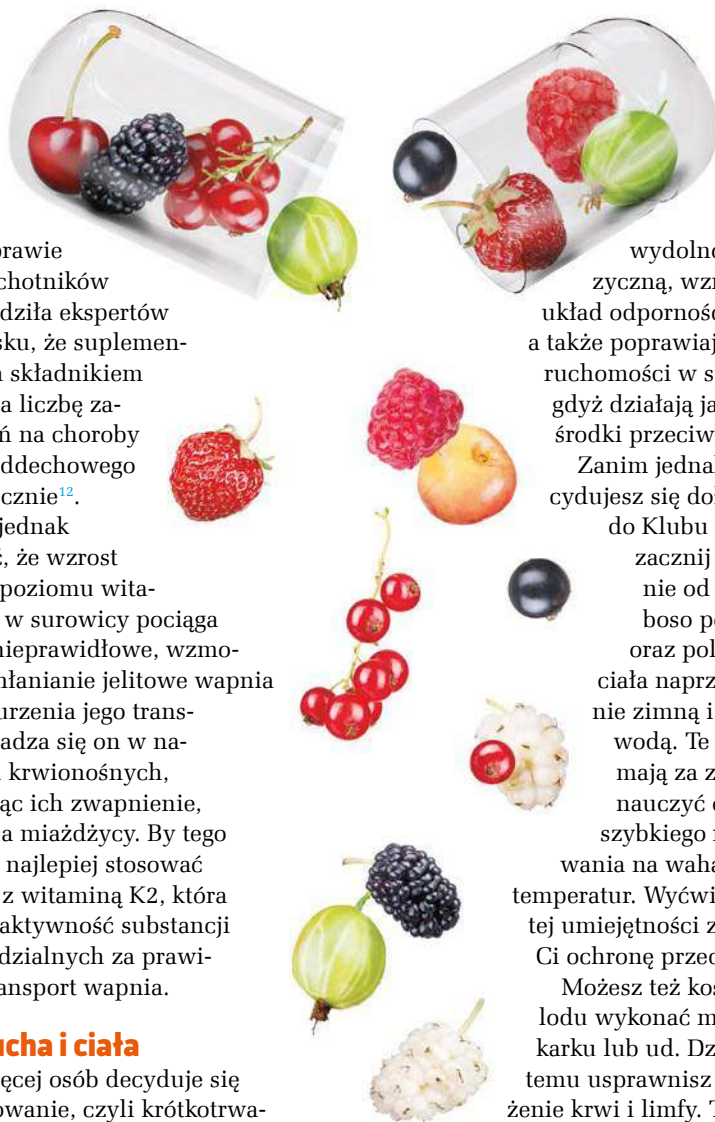 prawie
chotników
dziła ekspertów
sku, że suplemen-
składnikiem
a liczbę za-
ń na choroby
ddechowego
cznie¹².
jednak
ć, że wzrost
poziomu wita-
w surowicy pociąga
nieprawidłowe, wzmo-
hłanianie jelitowe wapnia
urzenia jego trans-
adza się on w na-
krwionośnych,
ąc ich zwapnienie,
a miażdżycy. By tego
najlepiej stosować
z witaminą K2, która
aktywność substancji
dzialnych za prawi-
ansport wapnia.
ucha i ciała
ęcej osób decyduje się
owanie, czyli krótkotrwa-
wydolno
zyczną, wzm
układ odpornośc
a także poprawiaj
ruchomości w s
gdyż działają ja
środki przeciw
Zanim jednak
cydujesz się do
do Klubu
zacznij
nie od
boso po
oraz pol
ciała naprz
nie zimną i
wodą. Te
mają za z
nauczyć
szybkiego r
wania na waha
temperatur. Wyćwi
tej umiejętności z
Ci ochronę przed
Możesz też kos
lodu wykonać m
karku lub ud. Dz
temu usprawnisz
żenie krwi i limfy. T